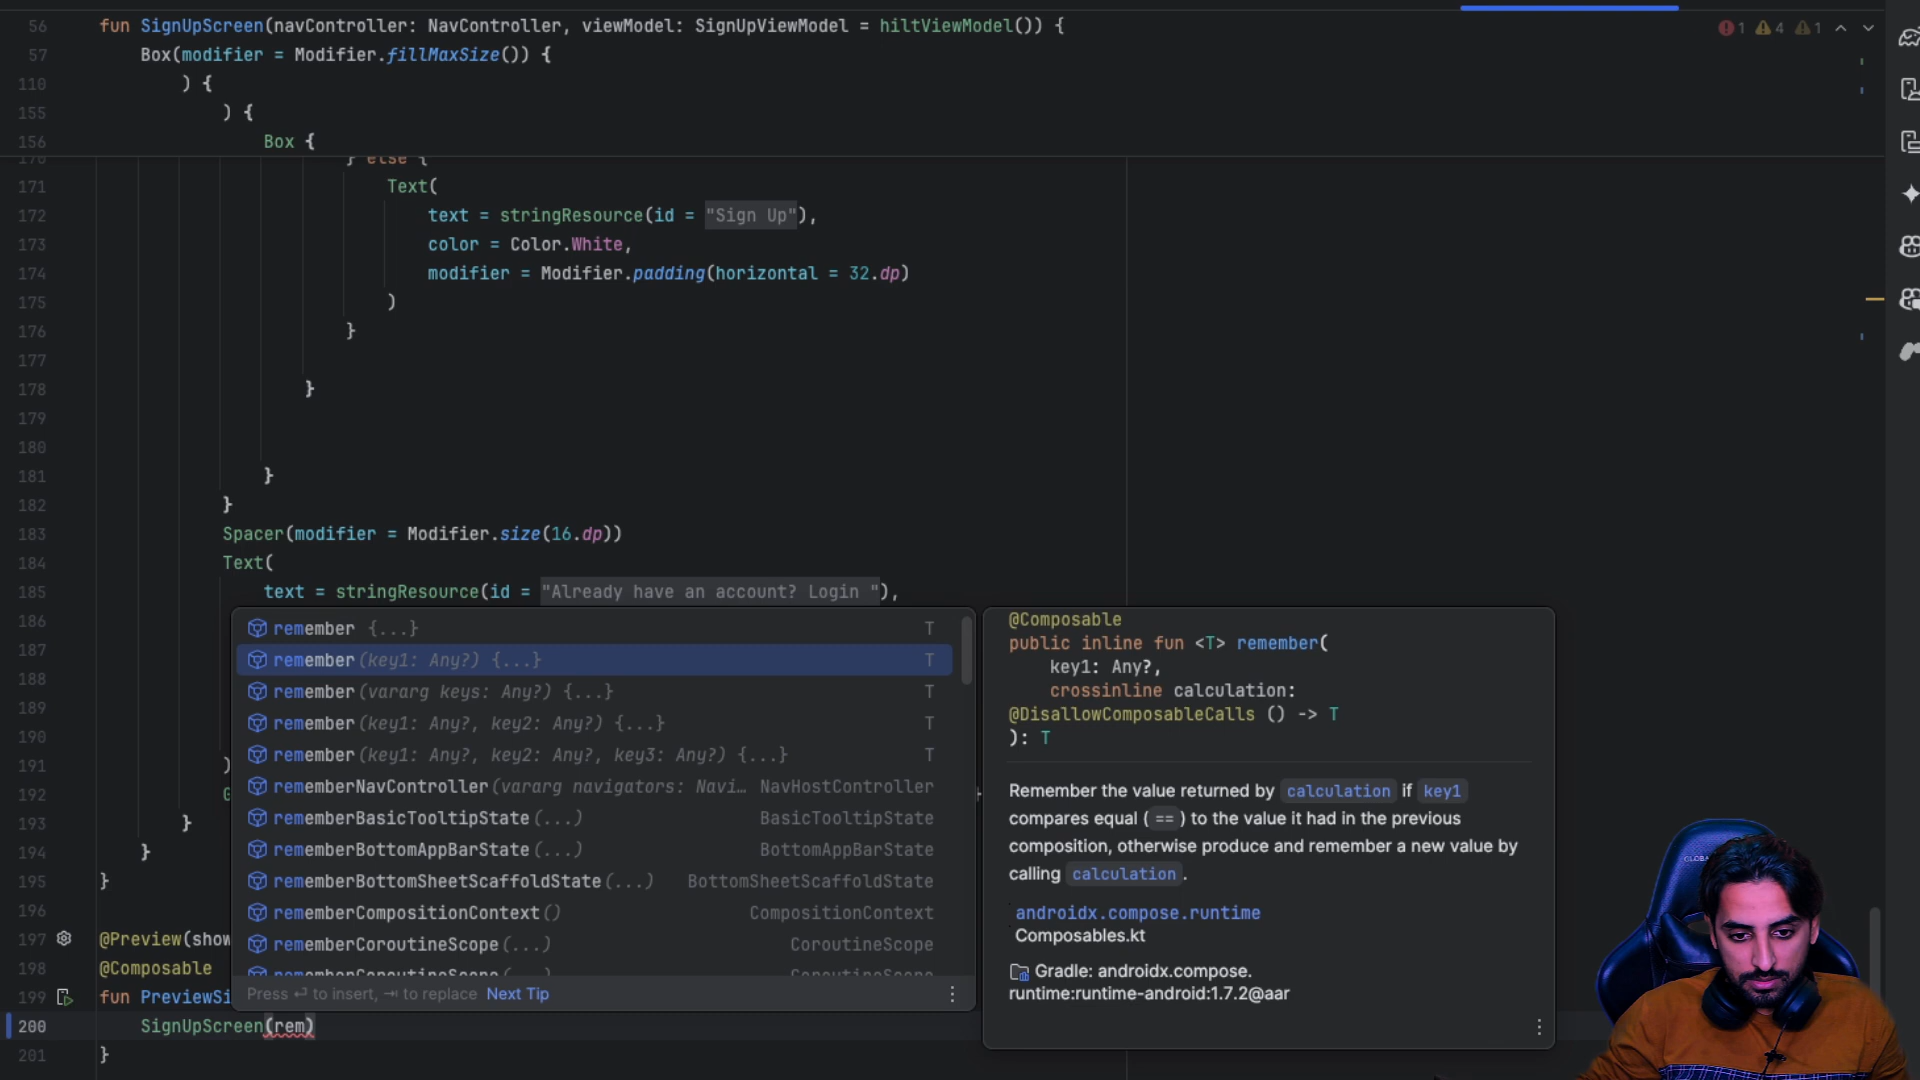 56 fun SignUpScreen(navController: NavController, viewModel: SignUpViewModel = hiltViewModel()) {
1 4 1
57 Box(modifier = Modifier.fillMaxSize()) {
110 ) {
155 ) {
156 Box {
170 } else {
171 Text(
172 text = stringResource(id = "Sign Up"),
173 color = Color.White,
174 modifier = Modifier.padding(horizontal = 32.dp)
175 )
176 }
177
178 }
179
180
181 }
182 }
183 Spacer(modifier = Modifier.size(16.dp))
184 Text(
185 text = stringResource(id = "Already have an account? Login "),
186
187
188
189
190
191 )
192
193 }
194 }
195 }
196
197 @Preview(show
198 @Composable
199 fun PreviewSi
200 SignUpScreen(rem)
201 }
remember {...} T
remember(key1: Any?) {...} T
remember(vararg keys: Any?) {...} T
remember(key1: Any?, key2: Any?) {...} T
remember(key1: Any?, key2: Any?, key3: Any?) {...} T
rememberNavController(vararg navigators: Navi... NavHostController
rememberBasicTooltipState(...) BasicTooltipState
rememberBottomAppBarState(...) BottomAppBarState
rememberBottomSheetScaffoldState(...) BottomSheetScaffoldState
rememberCompositionContext() CompositionContext
rememberCoroutineScope(...) CoroutineScope
rememberCoroutineScope(...) CoroutineScope
Press ⏎ to insert, ⇥ to replace Next Tip
@Composable
public inline fun <T> remember(
key1: Any?,
crossinline calculation:
@DisallowComposableCalls () -> T
): T
Remember the value returned by calculation if key1
compares equal ( == ) to the value it had in the previous
composition, otherwise produce and remember a new value by
calling calculation .
androidx.compose.runtime
Composables.kt
Gradle: androidx.compose.
runtime:runtime-android:1.7.2@aar